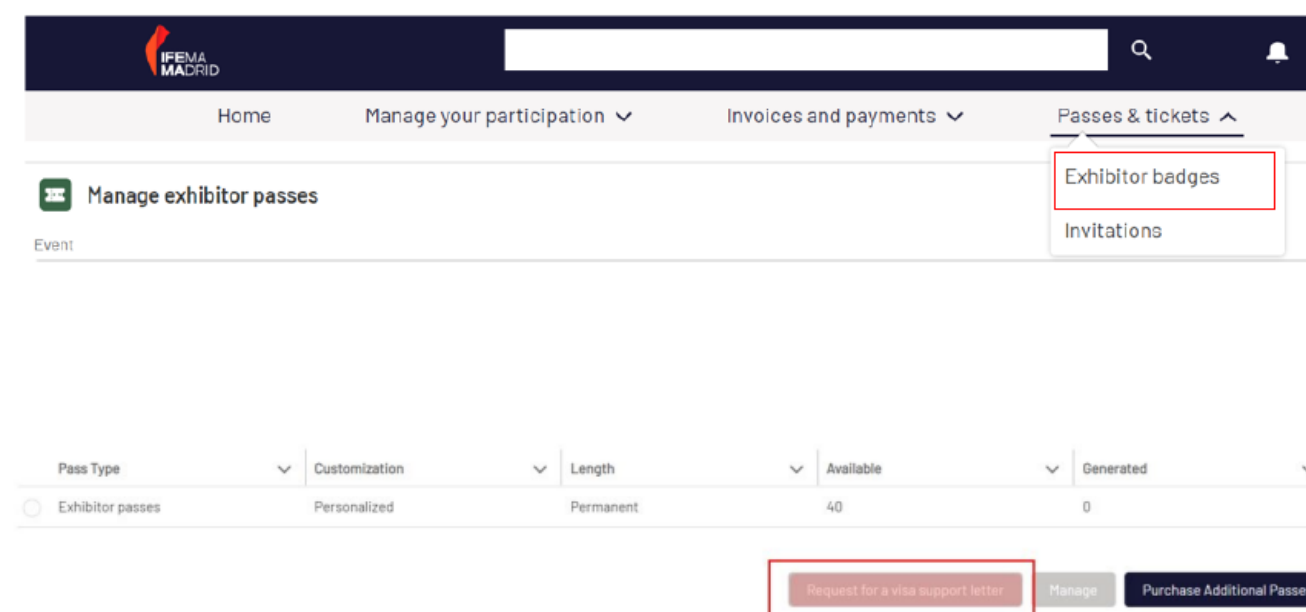 IFEMA
MADRID
Home Manage your participation Invoices and payments Passes & tickets
Exhibitor badges
Invitations
Manage exhibitor passes
Event
Pass Type Customization Length Available Generated
Exhibitor passes Personalized Permanent 40 0
Request for a visa support letter Manage Purchase Additional Passe